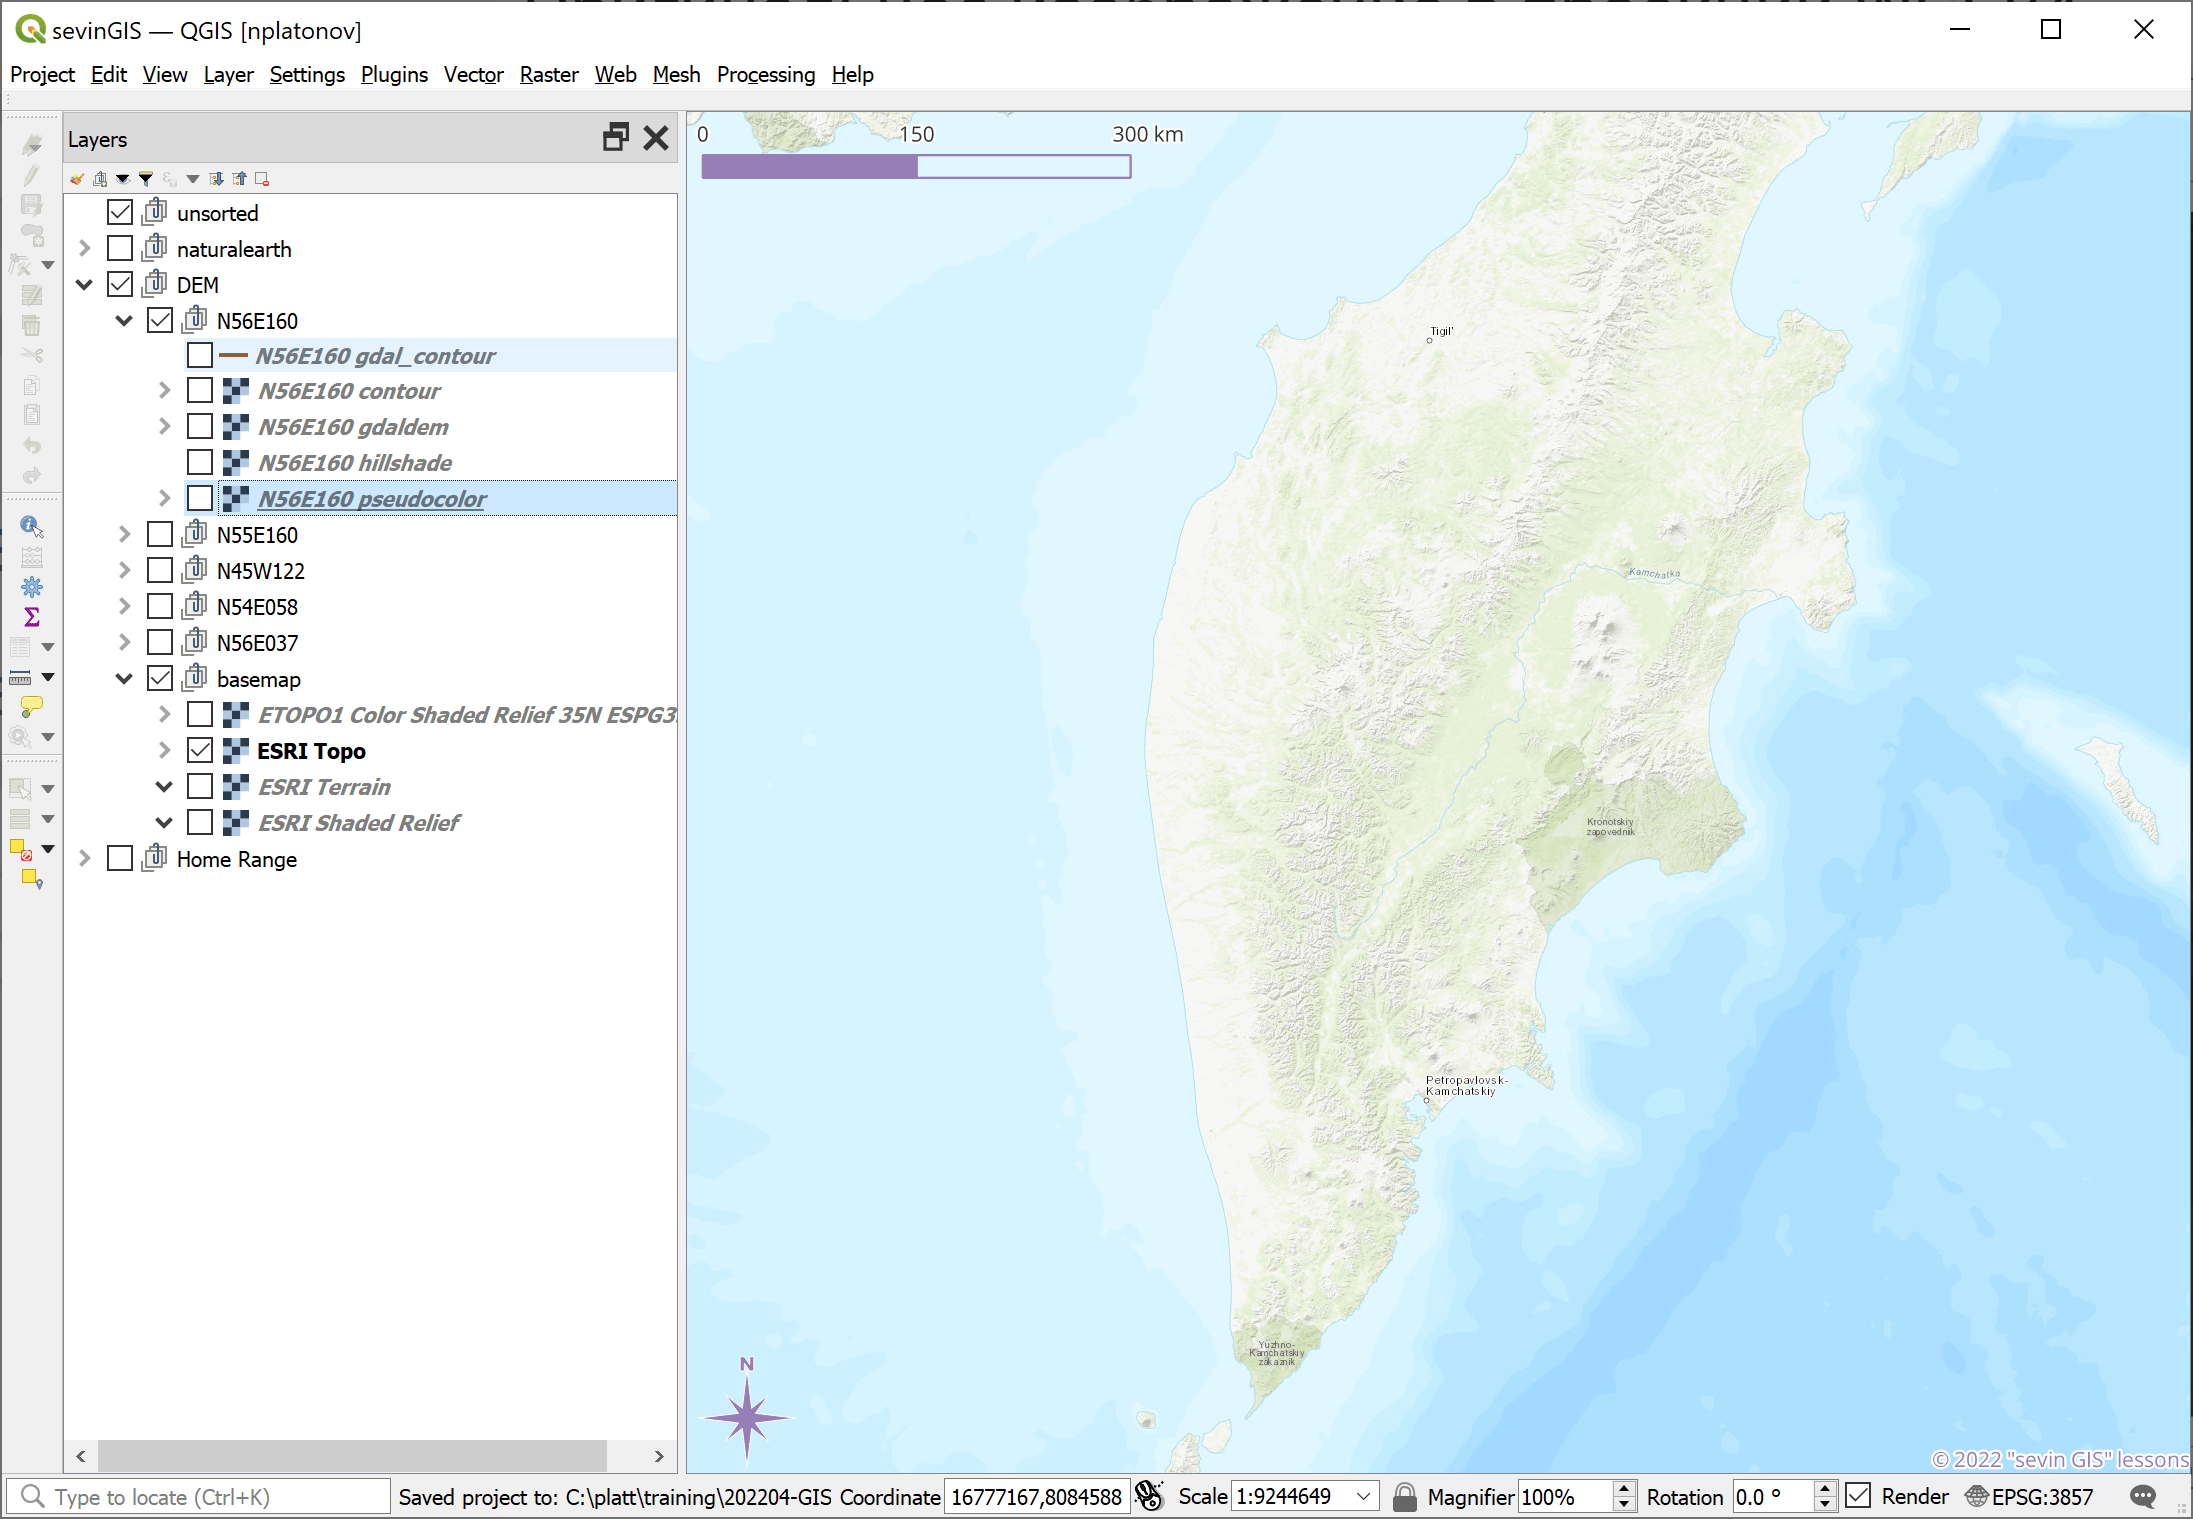 sevinGIS — QGIS [nplatonov]
Project Edit View Layer Settings Plugins Vector Raster Web Mesh Processing Help
Layers
unsorted
naturalearth
DEM
N56E160
N56E160 gdal_contour
N56E160 contour
N56E160 gdaldem
N56E160 hillshade
N56E160 pseudocolor
N55E160
N45W122
N54E058
N56E037
basemap
ETOPO1 Color Shaded Relief 35N ESPG3
ESRI Topo
ESRI Terrain
ESRI Shaded Relief
Home Range
0 150 300 km
Tigil'
Kamchatka
Kronotskiy
zapovednik
Petropavlovsk-
Kamchatskiy
Yuzhno-
Kamchatskiy
zakaznik
N
© 2022 "sevin GIS" lessons
Type to locate (Ctrl+K) Saved project to: C:\platt\training\202204-GIS Coordinate 16777167,8084588 Scale 1:9244649 Magnifier 100% Rotation 0.0 ° Render EPSG:3857